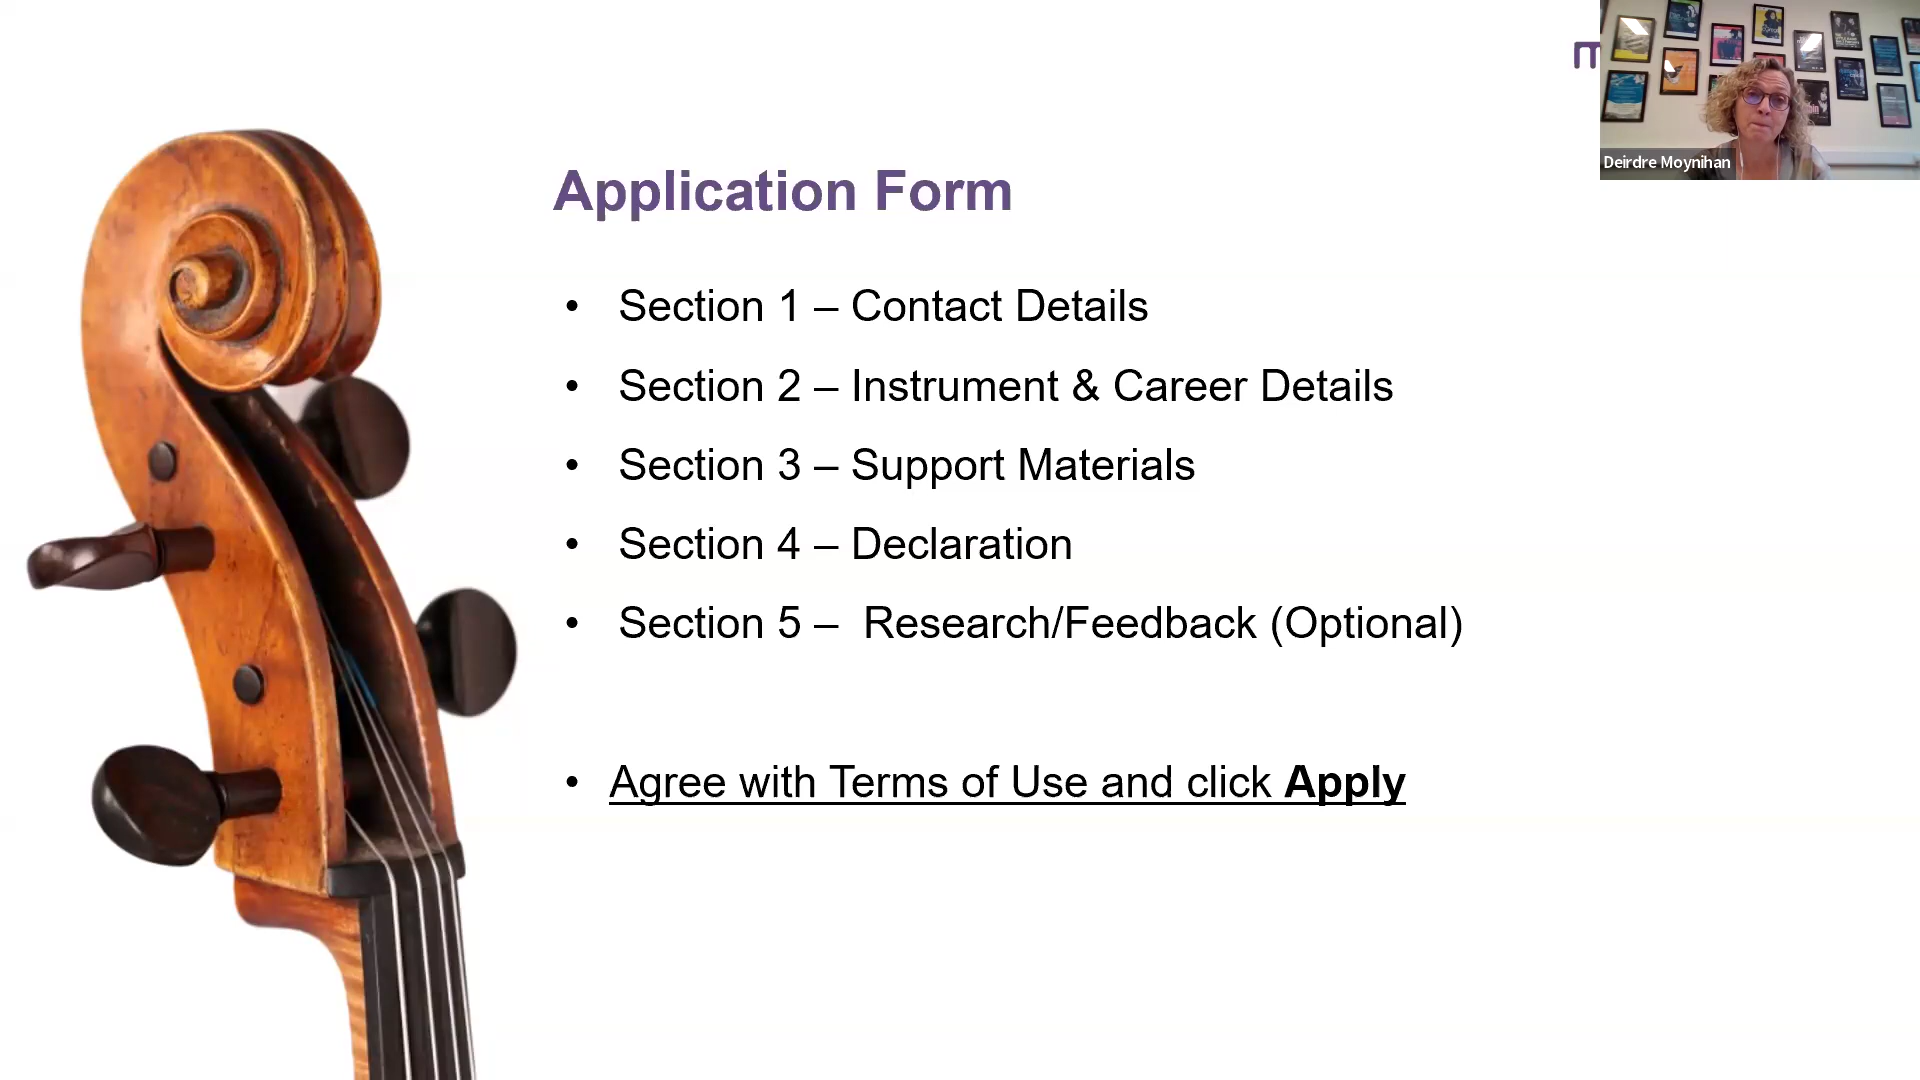 Application Form
• Section 1 – Contact Details
• Section 2 – Instrument & Career Details
• Section 3 – Support Materials
• Section 4 – Declaration
• Section 5 – Research/Feedback (Optional)
• Agree with Terms of Use and click Apply
Deirdre Moynihan